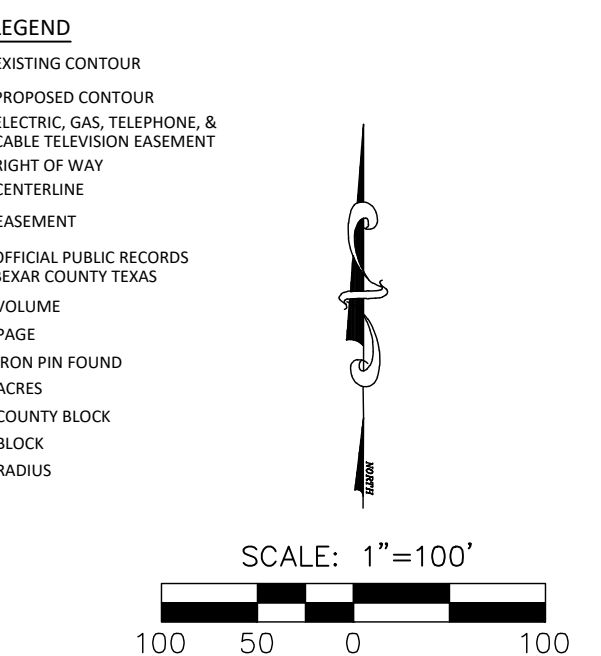 LEGEND
EXISTING CONTOUR
PROPOSED CONTOUR
ELECTRIC, GAS, TELEPHONE, &
CABLE TELEVISION EASEMENT
RIGHT OF WAY
CENTERLINE
EASEMENT
OFFICIAL PUBLIC RECORDS
BEXAR COUNTY TEXAS
VOLUME
PAGE
IRON PIN FOUND
ACRES
COUNTY BLOCK
BLOCK
RADIUS
NORTH
SCALE: 1"=100'
100 50 0 100